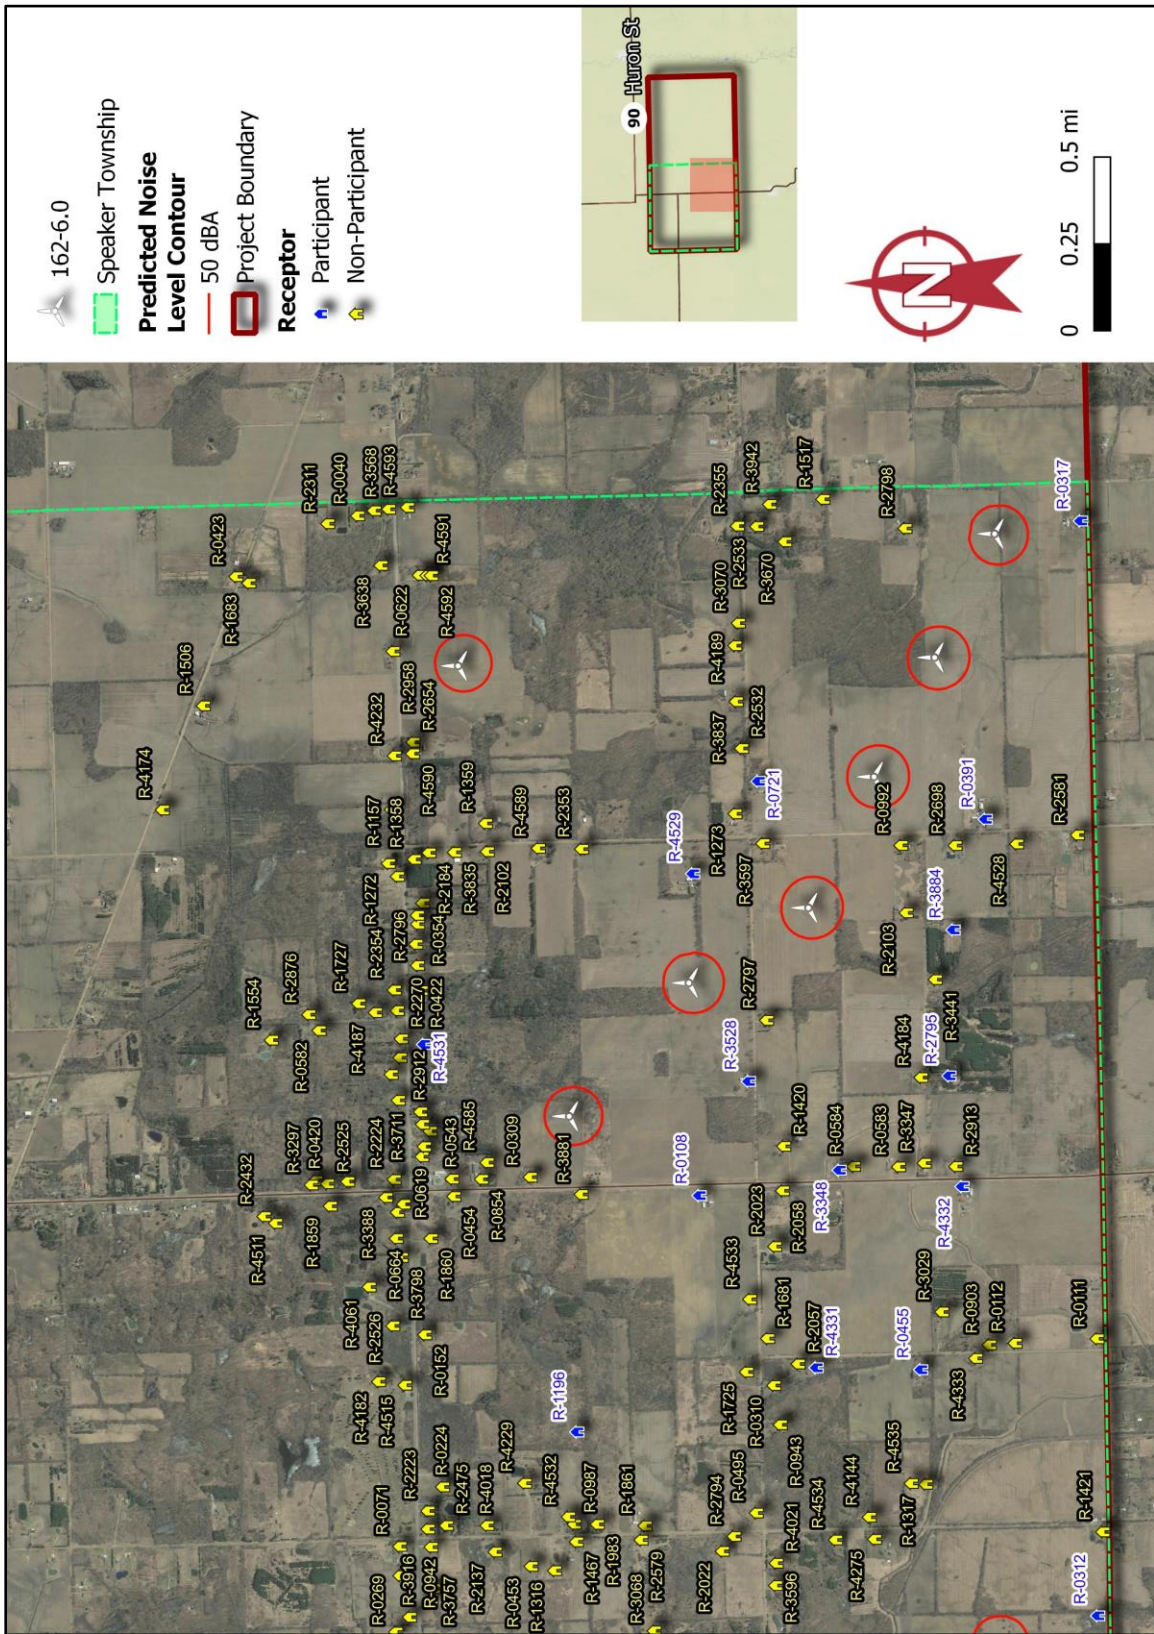 162-6.0
Speaker Township
Predicted Noise
Level Contour
50 dBA
Project Boundary
Receptor
Participant
Non-Participant
90
Huron St
N
0
0.25
0.5 mi
R-2311
R-0040
R-3568
R-4593
R-0423
R-1683
R-3638
R-0622
R-4591
R-4592
R-1506
R-4174
R-4232
R-2958
R-2654
R-4590
R-1359
R-4589
R-2353
R-1157
R-1358
R-1272
R-2184
R-3835
R-2102
R-2354
R-2796
R-0354
R-1727
R-2876
R-1554
R-0582
R-4187
R-2270
R-0422
R-4531
R-2912
R-2355
R-3942
R-1517
R-2798
R-2533
R-3670
R-3070
R-4189
R-3837
R-2532
R-0721
R-4529
R-1273
R-3597
R-0317
R-0992
R-2698
R-0391
R-2581
R-4528
R-3884
R-2103
R-2797
R-3528
R-3441
R-2795
R-4184
R-2432
R-3297
R-0420
R-2525
R-2224
R-3711
R-4585
R-0543
R-0309
R-3881
R-4511
R-1859
R-3388
R-0619
R-0454
R-0854
R-0664
R-3798
R-1860
R-0108
R-1420
R-0584
R-0583
R-3347
R-2913
R-2023
R-2058
R-3348
R-4332
R-4533
R-1681
R-2057
R-4331
R-3029
R-0903
R-0112
R-0111
R-0455
R-4333
R-4061
R-2526
R-0152
R-4182
R-4515
R-1196
R-1725
R-0310
R-0071
R-2223
R-0224
R-2475
R-4018
R-4229
R-4532
R-0987
R-1861
R-2794
R-0495
R-0943
R-4534
R-4144
R-4535
R-0269
R-3916
R-0942
R-3757
R-2137
R-0453
R-1316
R-1467
R-1983
R-3068
R-2579
R-2022
R-3596
R-4021
R-4275
R-1317
R-1421
R-0312